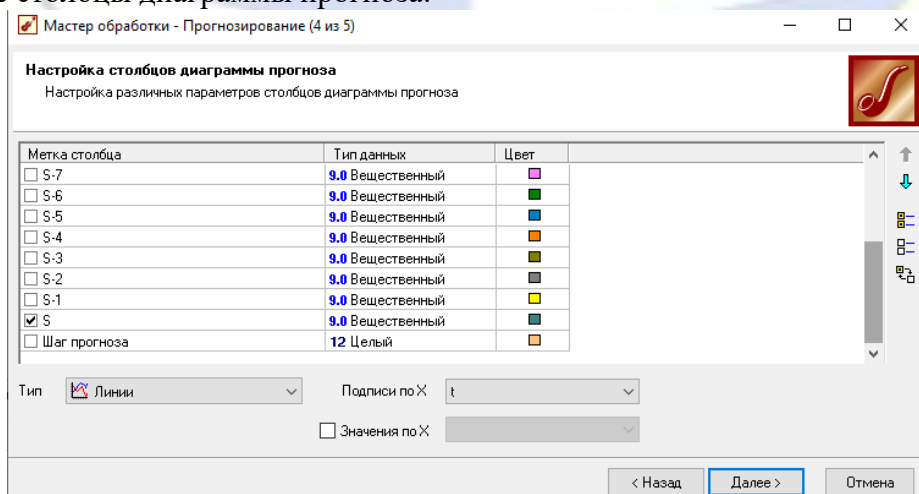 столбцы диаграммы прогноза.
Мастер обработки - Прогнозирование (4 из 5)
Настройка столбцов диаграммы прогноза
Настройка различных параметров столбцов диаграммы прогноза
Метка столбца Тип данных Цвет
S-7 9.0 Вещественный
S-6 9.0 Вещественный
S-5 9.0 Вещественный
S-4 9.0 Вещественный
S-3 9.0 Вещественный
S-2 9.0 Вещественный
S-1 9.0 Вещественный
S 9.0 Вещественный
Шаг прогноза 12 Целый
Тип Линии Подписи по X t
Значения по X
< Назад Далее > Отмена